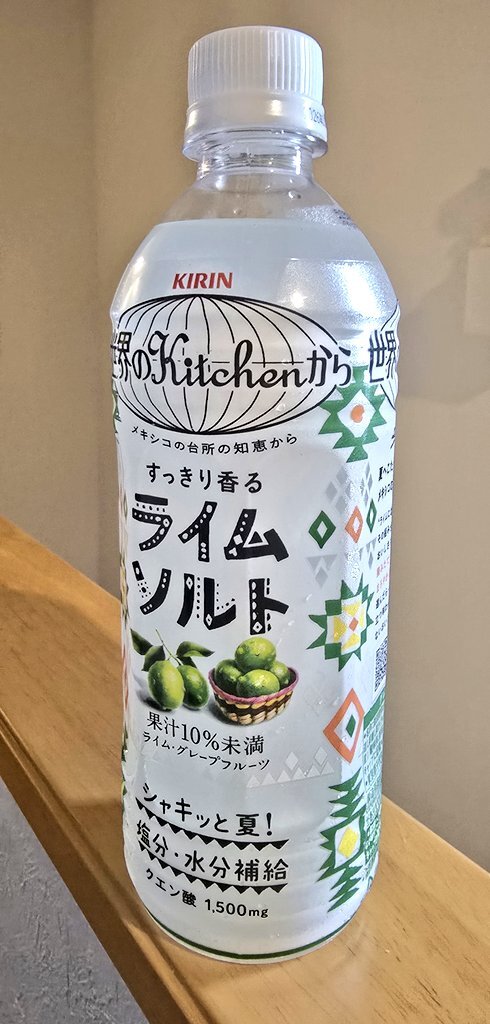 KIRIN
世界のKitchenから
世界
メキシコの台所の知恵から
すっきり香る
ライム
ソルト
果汁10%未満
ライム・グレープフルーツ
シャキッと夏!
塩分・水分補給
クエン酸 1,500mg